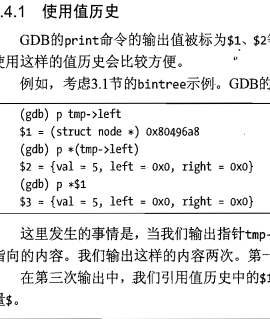 .4.1 使用值历史
GDB的print命令的输出值被标为$1、$2等
使用这样的值历史会比较方便。
例如，考虑3.1节的bintree示例。GDB的
(gdb) p tmp->left
$1 = (struct node *) 0x80496a8
(gdb) p *(tmp->left)
$2 = {val = 5, left = 0x0, right = 0x0}
(gdb) p *$1
$3 = {val = 5, left = 0x0, right = 0x0}
这里发生的事情是，当我们输出指针tmp-
指向的内容。我们输出这样的内容两次。第一
在第三次输出中，我们引用值历史中的$1
量$。